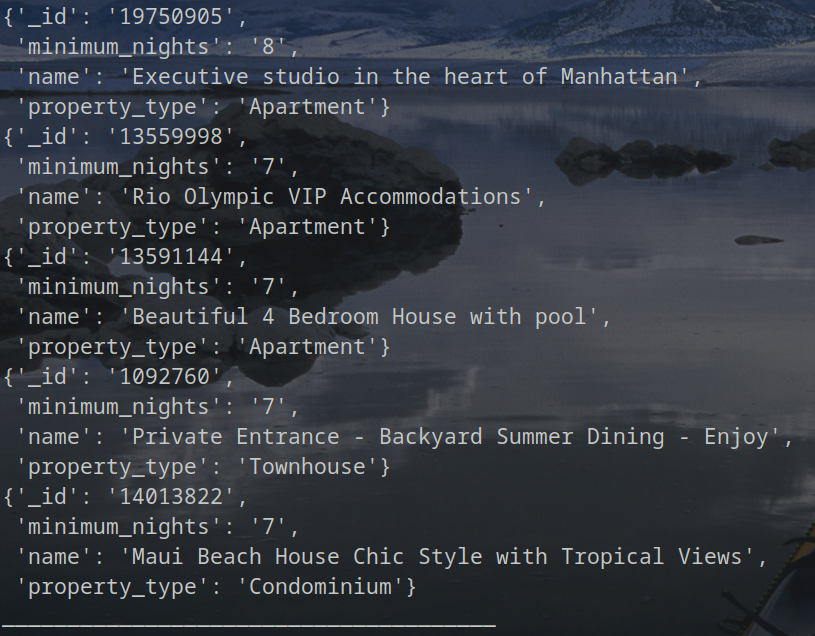 {'_id': '19750905',
 'minimum_nights': '8',
 'name': 'Executive studio in the heart of Manhattan',
 'property_type': 'Apartment'}
{'_id': '13559998',
 'minimum_nights': '7',
 'name': 'Rio Olympic VIP Accommodations',
 'property_type': 'Apartment'}
{'_id': '13591144',
 'minimum_nights': '7',
 'name': 'Beautiful 4 Bedroom House with pool',
 'property_type': 'Apartment'}
{'_id': '1092760',
 'minimum_nights': '7',
 'name': 'Private Entrance - Backyard Summer Dining - Enjoy',
 'property_type': 'Townhouse'}
{'_id': '14013822',
 'minimum_nights': '7',
 'name': 'Maui Beach House Chic Style with Tropical Views',
 'property_type': 'Condominium'}
______________________________________